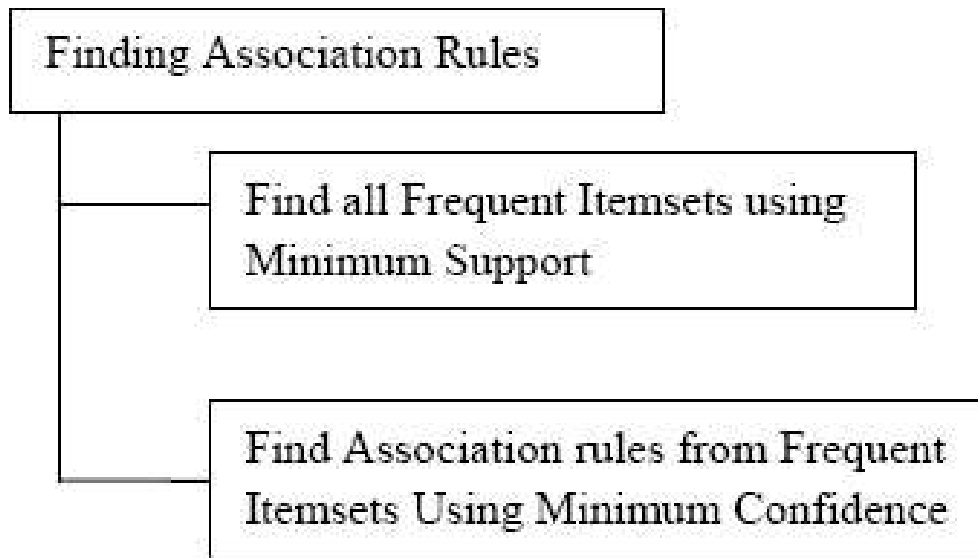 Finding Association Rules
Find all Frequent Itemsets using
Minimum Support
Find Association rules from Frequent
Itemsets Using Minimum Confidence